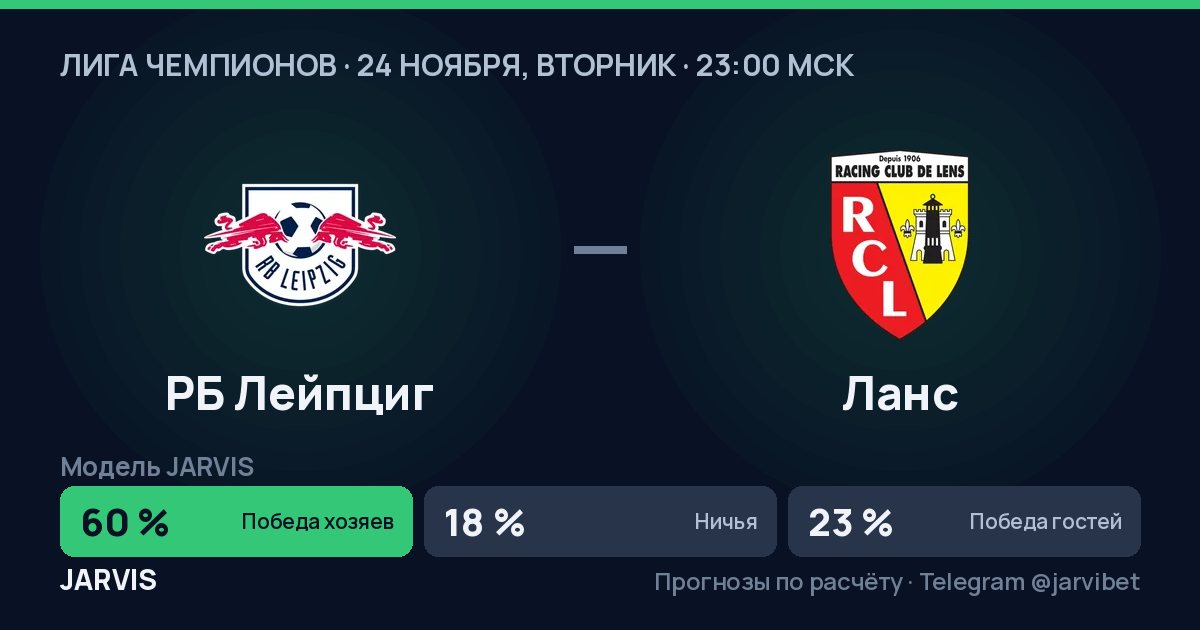 ЛИГА ЧЕМПИОНОВ · 24 НОЯБРЯ, ВТОРНИК · 23:00 МСК
RB LEIPZIG
Depuis 1906
RACING CLUB DE LENS
R
C
L
РБ Лейпциг
Ланс
Модель JARVIS
60 % Победа хозяев
18 % Ничья
23 % Победа гостей
JARVIS
Прогнозы по расчёту · Telegram @jarvibet